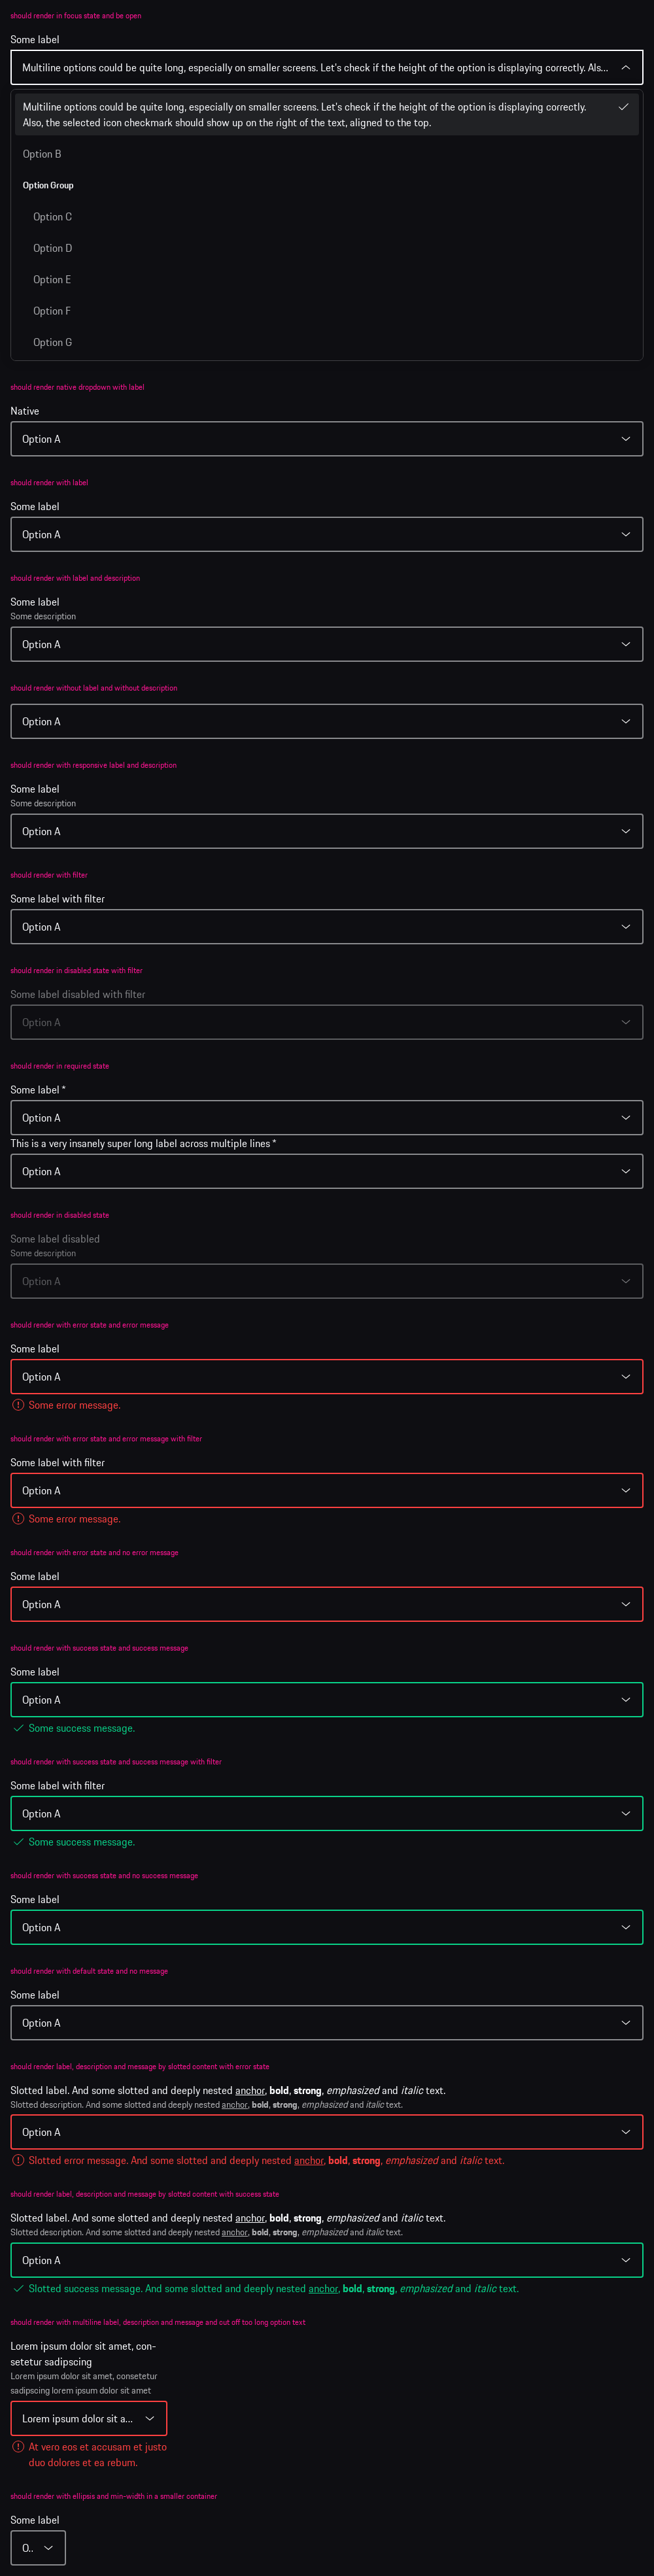 should render in focus state and be open
Some label
Multiline options could be quite long, especially on smaller screens. Let's check if the height of the option is displaying correctly. Als...
Multiline options could be quite long, especially on smaller screens. Let's check if the height of the option is displaying correctly.
Also, the selected icon checkmark should show up on the right of the text, aligned to the top.
Option B
Option Group
Option C
Option D
Option E
Option F
Option G
should render native dropdown with label
Native
Option A
should render with label
Some label
Option A
should render with label and description
Some label
Some description
Option A
should render without label and without description
Option A
should render with responsive label and description
Some label
Some description
Option A
should render with filter
Some label with filter
Option A
should render in disabled state with filter
Some label disabled with filter
Option A
should render in required state
Some label *
Option A
This is a very insanely super long label across multiple lines *
Option A
should render in disabled state
Some label disabled
Some description
Option A
should render with error state and error message
Some label
Option A
Some error message.
should render with error state and error message with filter
Some label with filter
Option A
Some error message.
should render with error state and no error message
Some label
Option A
should render with success state and success message
Some label
Option A
Some success message.
should render with success state and success message with filter
Some label with filter
Option A
Some success message.
should render with success state and no success message
Some label
Option A
should render with default state and no message
Some label
Option A
should render label, description and message by slotted content with error state
Slotted label. And some slotted and deeply nested anchor, bold, strong, emphasized and italic text.
Slotted description. And some slotted and deeply nested anchor, bold, strong, emphasized and italic text.
Option A
Slotted error message. And some slotted and deeply nested anchor, bold, strong, emphasized and italic text.
should render label, description and message by slotted content with success state
Slotted label. And some slotted and deeply nested anchor, bold, strong, emphasized and italic text.
Slotted description. And some slotted and deeply nested anchor, bold, strong, emphasized and italic text.
Option A
Slotted success message. And some slotted and deeply nested anchor, bold, strong, emphasized and italic text.
should render with multiline label, description and message and cut off too long option text
Lorem ipsum dolor sit amet, con-
setetur sadipscing
Lorem ipsum dolor sit amet, consetetur
sadipscing lorem ipsum dolor sit amet
Lorem ipsum dolor sit a...
At vero eos et accusam et justo
duo dolores et ea rebum.
should render with ellipsis and min-width in a smaller container
Some label
O..